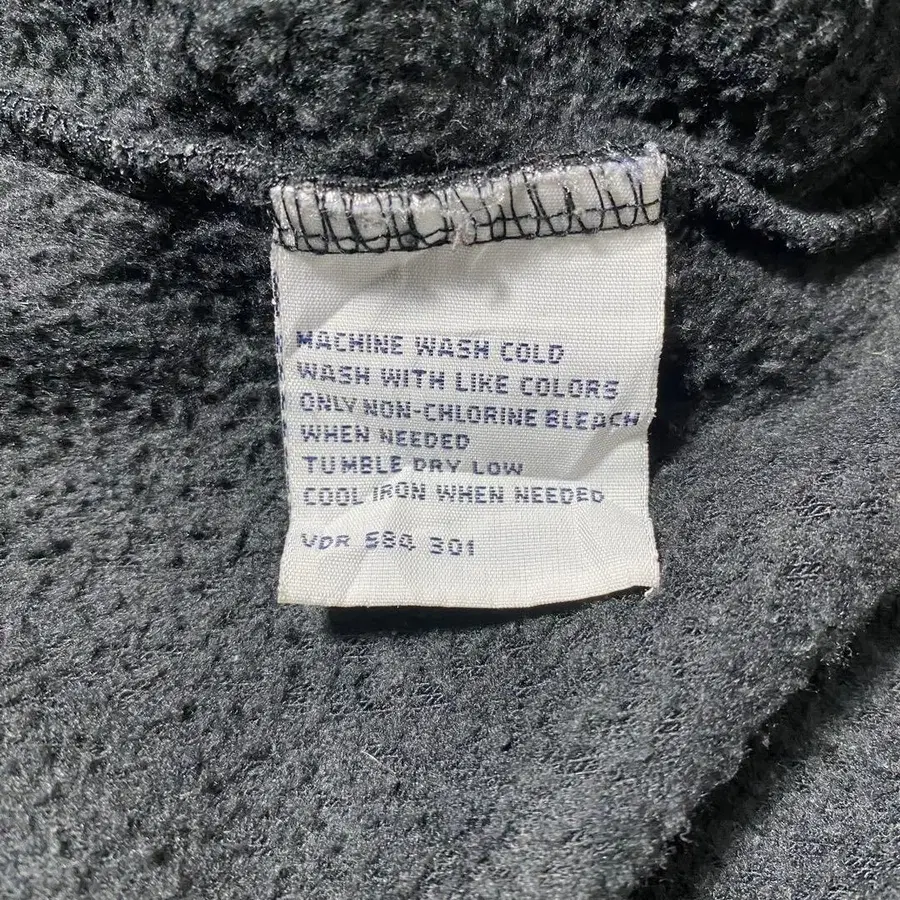 MACHINE WASH COLD
WASH WITH LIKE COLORS
ONLY NON-CHLORINE BLEACH
WHEN NEEDED
TUMBLE DRY LOW
COOL IRON WHEN NEEDED
VDR 584 301